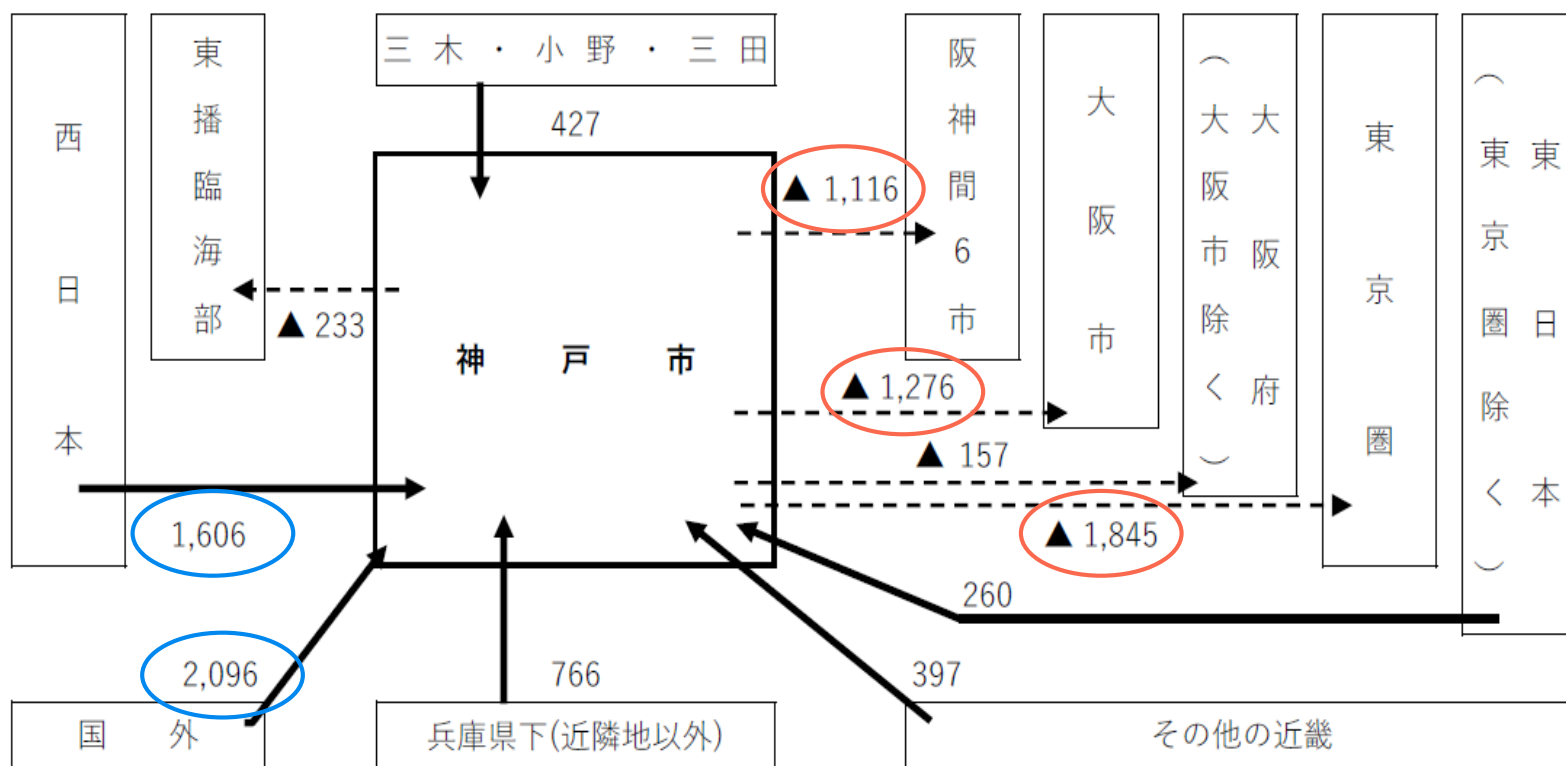 西日本
東播臨海部
三木・小野・三田
阪神間6市
大阪市
大阪府
（大阪市除く）
東京圏
東日本
（東京圏除く）
427
▲ 1,116
▲ 233
神戸市
▲ 1,276
▲ 157
1,606
▲ 1,845
260
2,096
766
397
国外
兵庫県下(近隣地以外)
その他の近畿